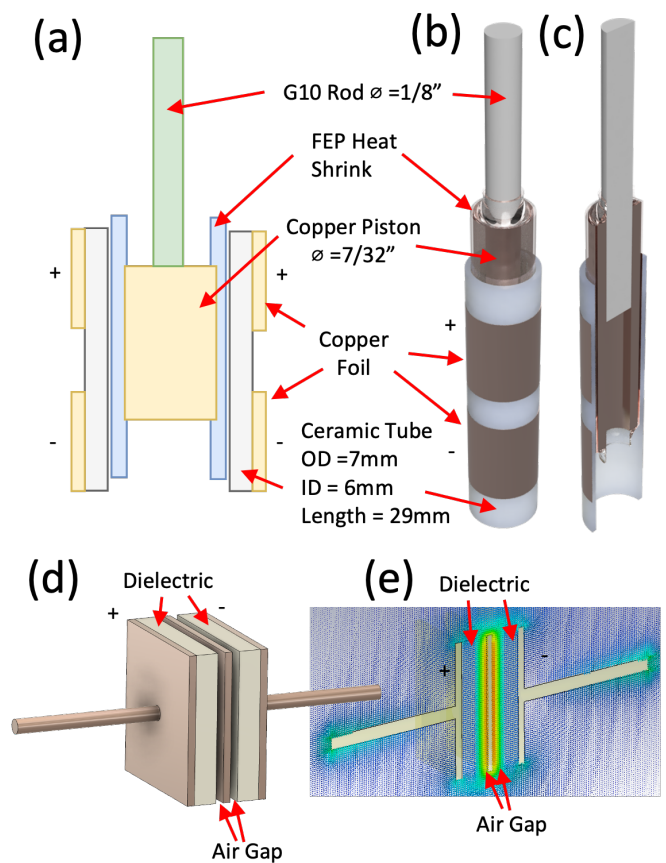 (a)
(b)
(c)
G10 Rod ⌀ =1/8”
FEP Heat
Shrink
Copper Piston
⌀ =7/32”
+
+
+
Copper
Foil
-
-
-
Ceramic Tube
OD =7mm
ID = 6mm
Length = 29mm
(d)
Dielectric
+
-
Air Gap
(e)
Dielectric
+
-
Air Gap